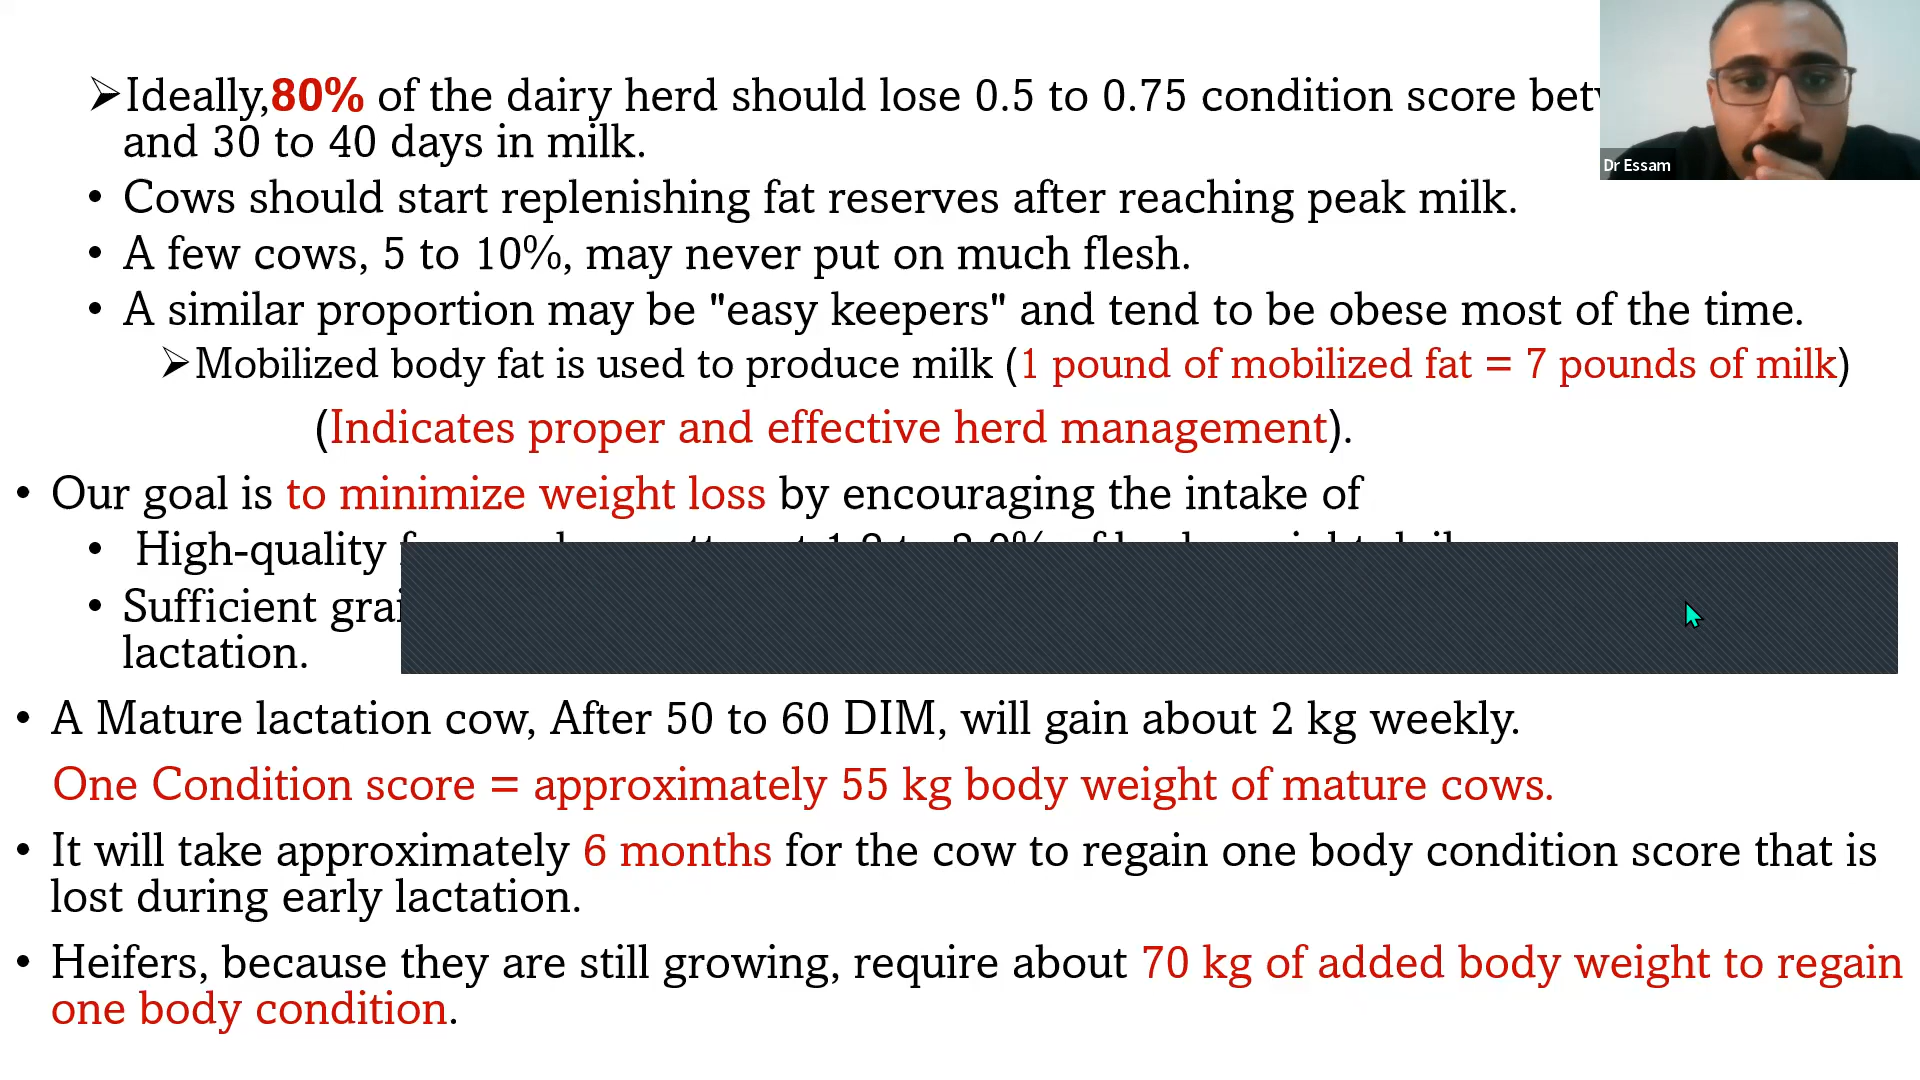 ➢Ideally,80% of the dairy herd should lose 0.5 to 0.75 condition score
and 30 to 40 days in milk.
Dr Essam
• Cows should start replenishing fat reserves after reaching peak milk.
• A few cows, 5 to 10%, may never put on much flesh.
• A similar proportion may be "easy keepers" and tend to be obese most of the time.
➢Mobilized body fat is used to produce milk (1 pound of mobilized fat = 7 pounds of milk)
(Indicates proper and effective herd management).
• Our goal is to minimize weight loss by encouraging the intake of
• High-quality
• Sufficient
lactation.
• A Mature lactation cow, After 50 to 60 DIM, will gain about 2 kg weekly.
One Condition score = approximately 55 kg body weight of mature cows.
• It will take approximately 6 months for the cow to regain one body condition score that is
lost during early lactation.
• Heifers, because they are still growing, require about 70 kg of added body weight to regain
one body condition.